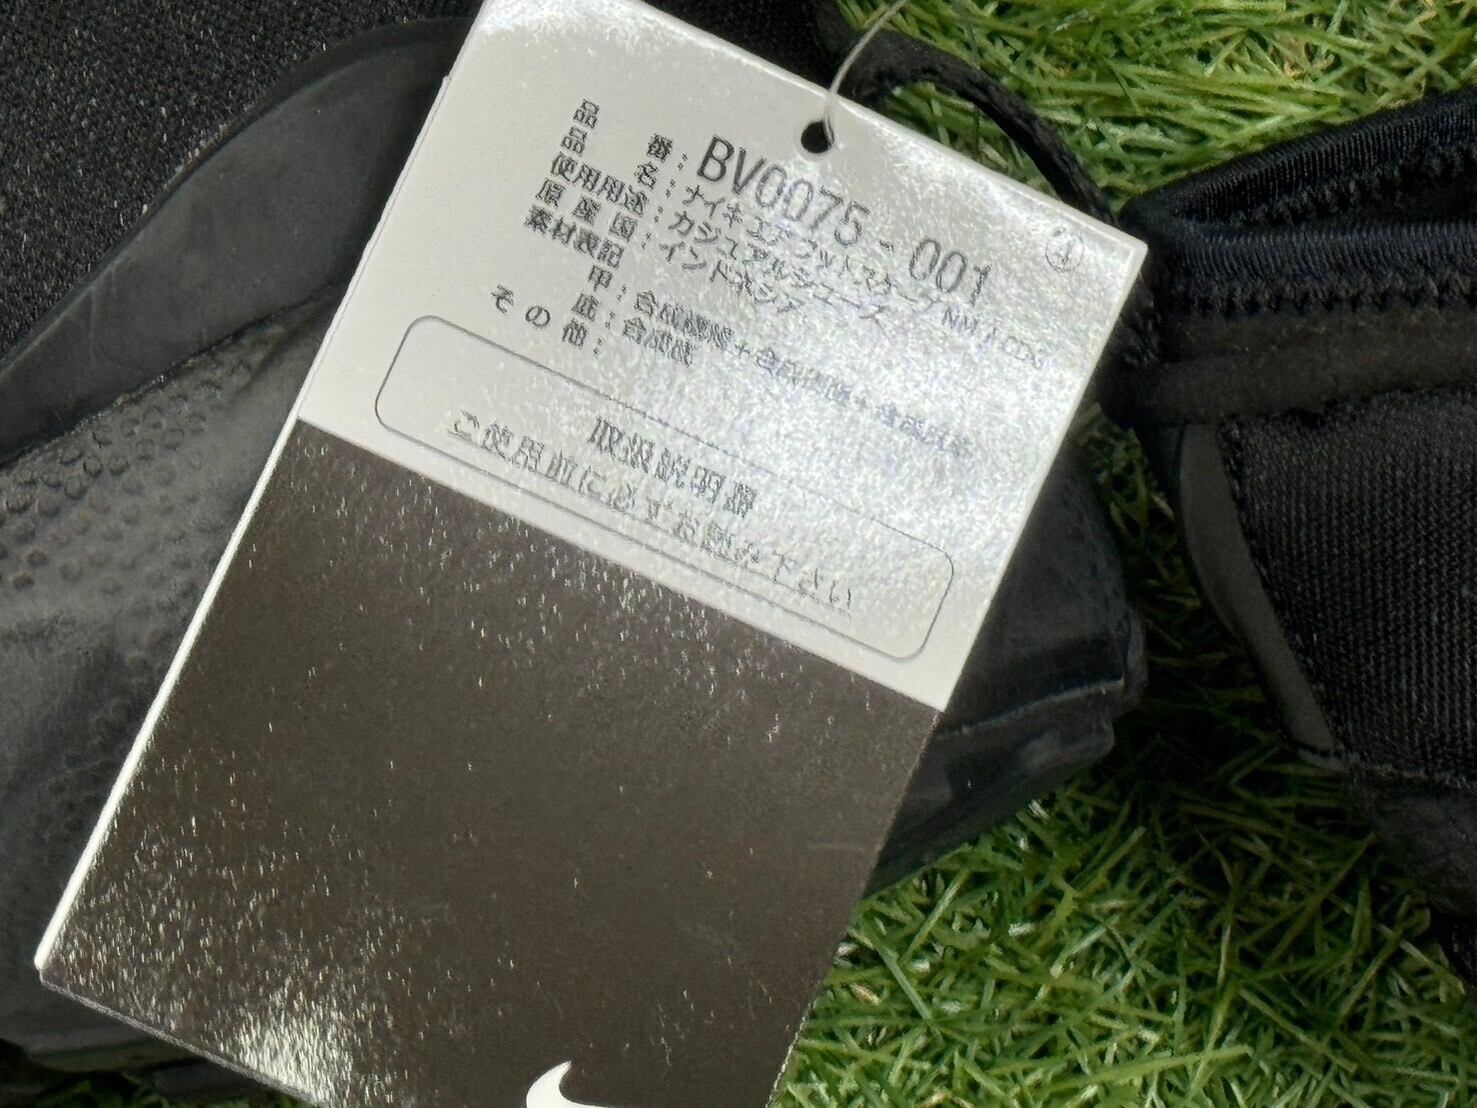 品 番：BV0075-001 ④
品 名：ナイキ エアフットスケープ NM / CDG
使用用途：カジュアルシューズ
原産国：インドネシア
素材表記
甲：合成繊維+合成樹脂+合成皮革
底：合成底
その他：
取扱説明書
ご使用前に必ずお読み下さい